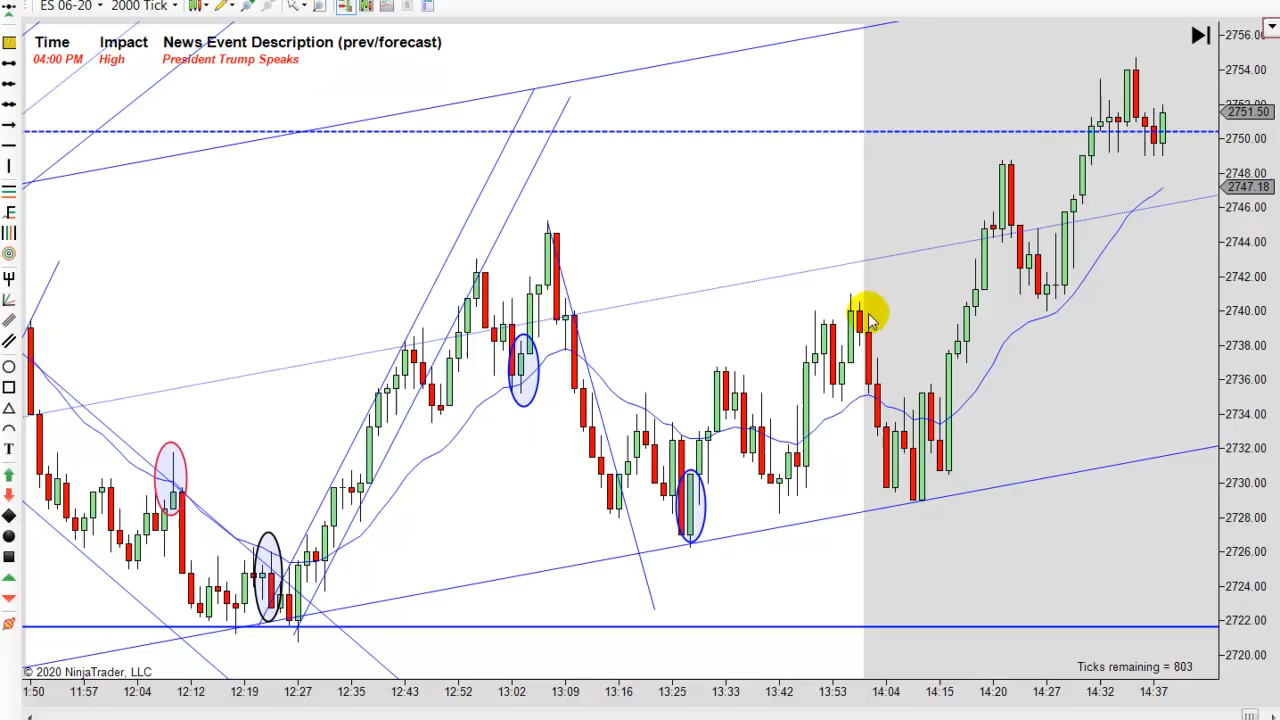 ES 06-20 2000 Tick
Time Impact News Event Description (prev/forecast)
04:00 PM High President Trump Speaks
2756.00
2754.00
2752.00
2751.50
2750.00
2748.00
2747.18
2746.00
2744.00
2742.00
2740.00
2738.00
2736.00
2734.00
2732.00
2730.00
2728.00
2726.00
2724.00
2722.00
2720.00
F
T
© 2020 NinjaTrader, LLC
Ticks remaining = 803
1:50 11:57 12:04 12:12 12:19 12:27 12:35 12:43 12:52 13:02 13:09 13:16 13:25 13:33 13:42 13:53 14:04 14:15 14:20 14:27 14:32 14:37